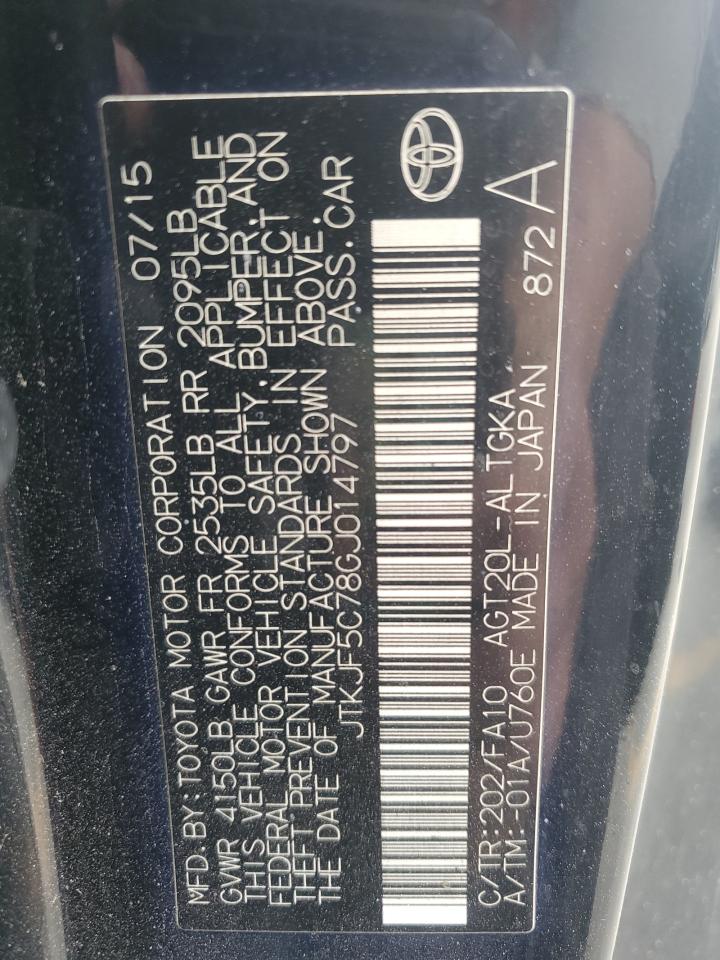 MFD.BY:TOYOTA MOTOR CORPORATION 07/15
GVWR 4150LB GAWR FR 2535LB RR 2095LB
THIS VEHICLE CONFORMS TO ALL APPLICABLE
FEDERAL MOTOR VEHICLE SAFETY, BUMPER, AND
THEFT PREVENTION STANDARDS IN EFFECT ON
THE DATE OF MANUFACTURE SHOWN ABOVE.
JTKJF5C78GJ014797 PASS.CAR
C/TR:202/FA10 AGT20L-ALTGKA
A/TM:-01A/U760E MADE IN JAPAN 872 A